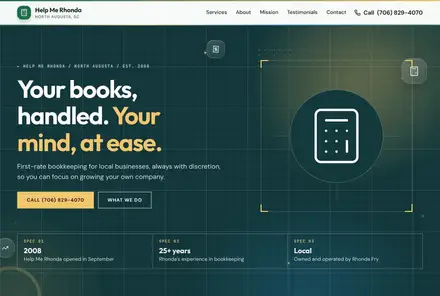 Help Me Rhonda
NORTH AUGUSTA, SC
Services
About
Mission
Testimonials
Contact
Call (706) 829-4070
HELP ME RHONDA / NORTH AUGUSTA / EST. 2008
Your books,
handled. Your
mind, at ease.
First-rate bookkeeping for local businesses, always with discretion,
so you can focus on growing your own company.
CALL (706) 829-4070
WHAT WE DO
SPEC 01
2008
Help Me Rhonda opened in September
SPEC 02
25+ years
Rhonda's experience in bookkeeping
SPEC 03
Local
Owned and operated by Rhonda Fry